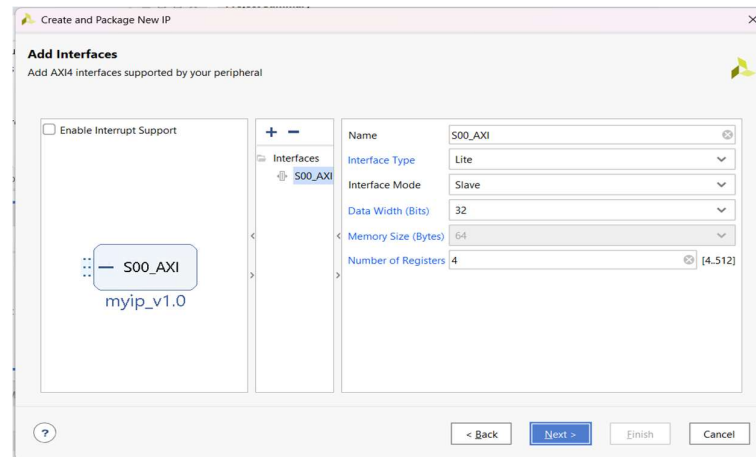 Create and Package New IP
Add Interfaces
Add AXI4 interfaces supported by your peripheral
Enable Interrupt Support
Interfaces
S00_AXI
Name S00_AXI
Interface Type Lite
Interface Mode Slave
Data Width (Bits) 32
Memory Size (Bytes) 64
Number of Registers 4 [4..512]
S00_AXI
myip_v1.0
? < Back Next > Finish Cancel